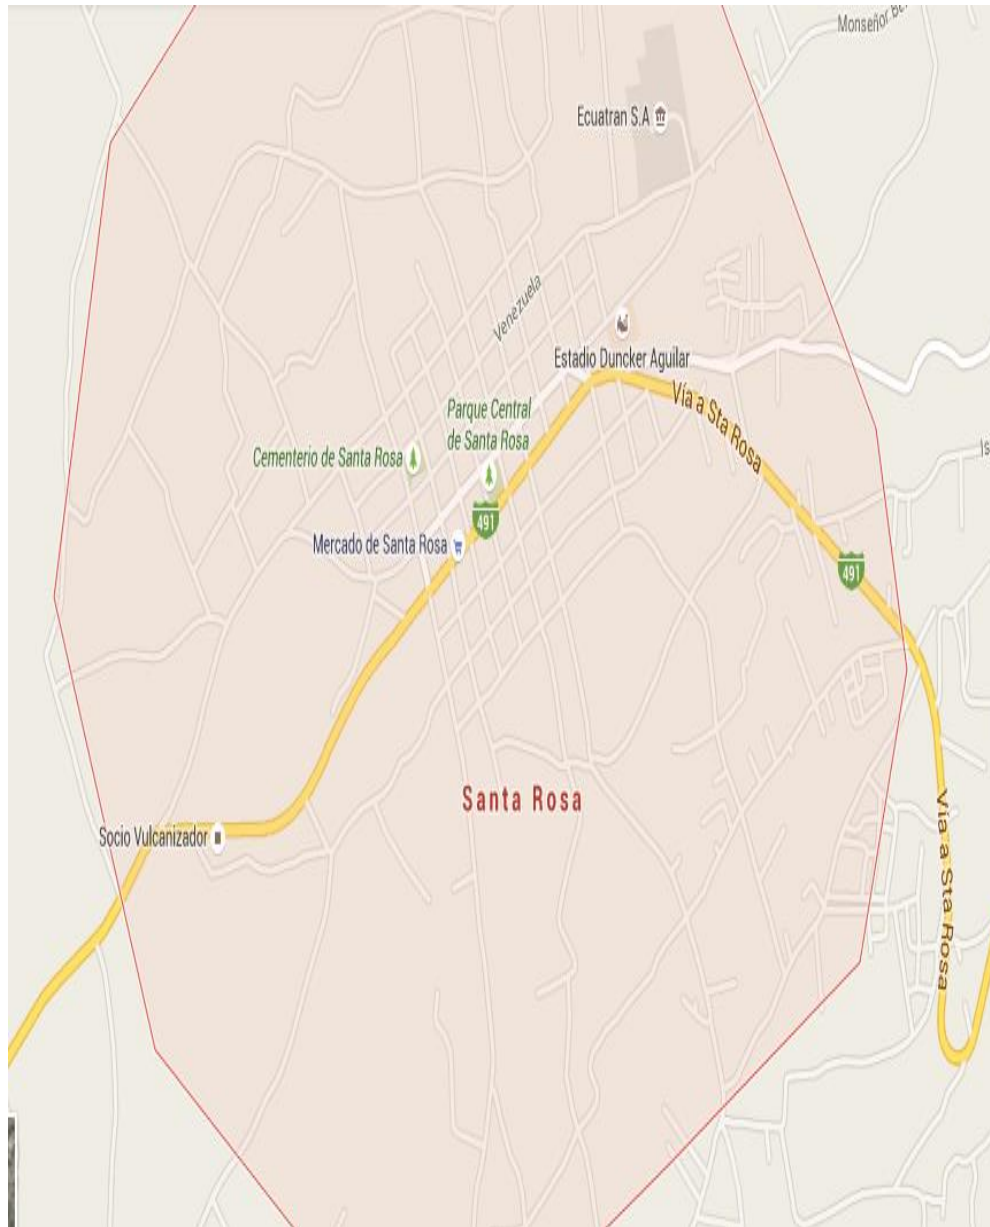 Monseñor
Ecuatran S.A
Venezuela
Estadio Duncker Aguilar
Vía a Sta Rosa
Parque Central
de Santa Rosa
Cementerio de Santa Rosa
491
Mercado de Santa Rosa
491
Santa Rosa
Socio Vulcanizador
Vía a Sta Rosa